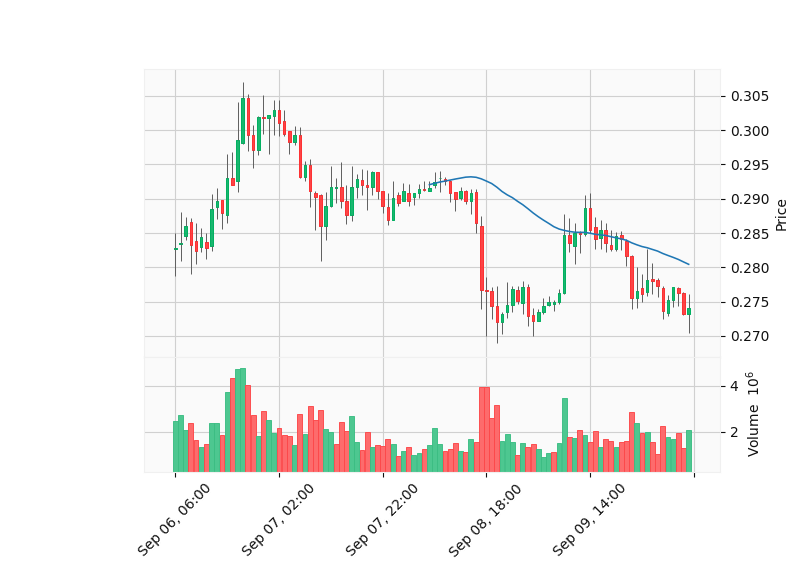 0.305
0.300
0.295
0.290
0.285
0.280
0.275
0.270
Price
4
2
Volume 10^6
Sep 06, 06:00
Sep 07, 02:00
Sep 07, 22:00
Sep 08, 18:00
Sep 09, 14:00